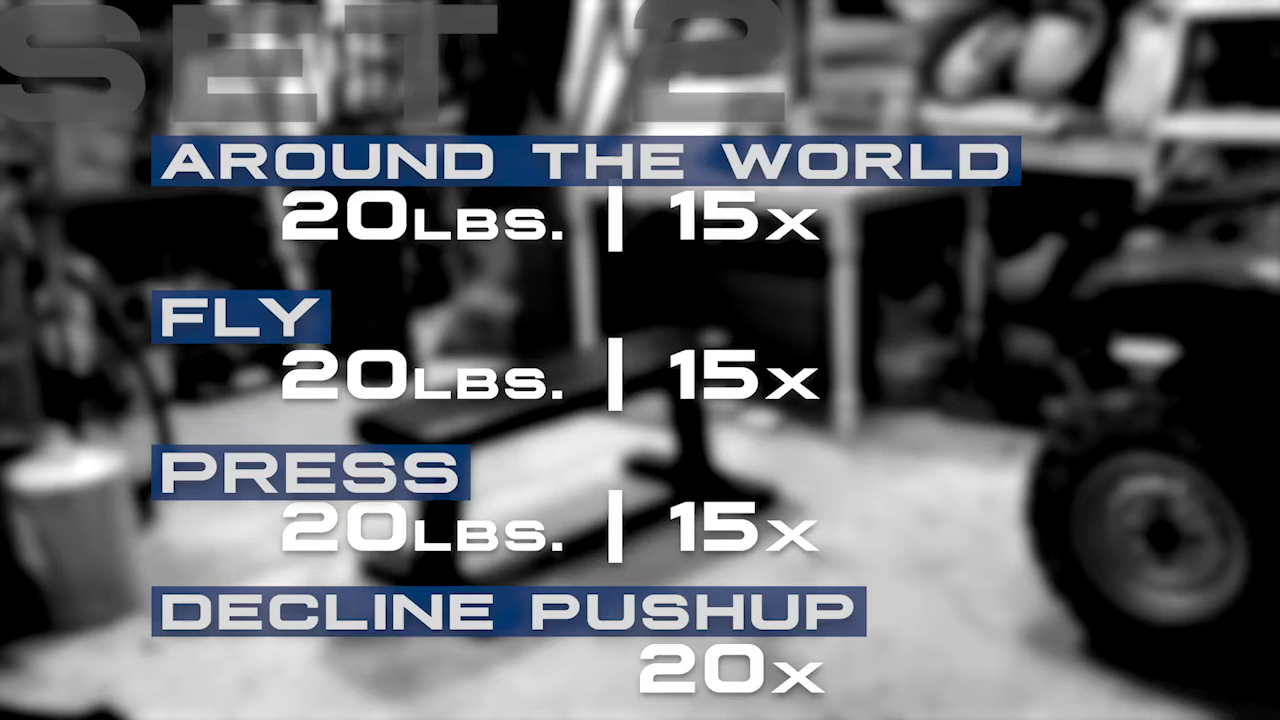 SET 2
AROUND THE WORLD
20LBS. | 15X
FLY
20LBS. | 15X
PRESS
20LBS. | 15X
DECLINE PUSHUP
20X